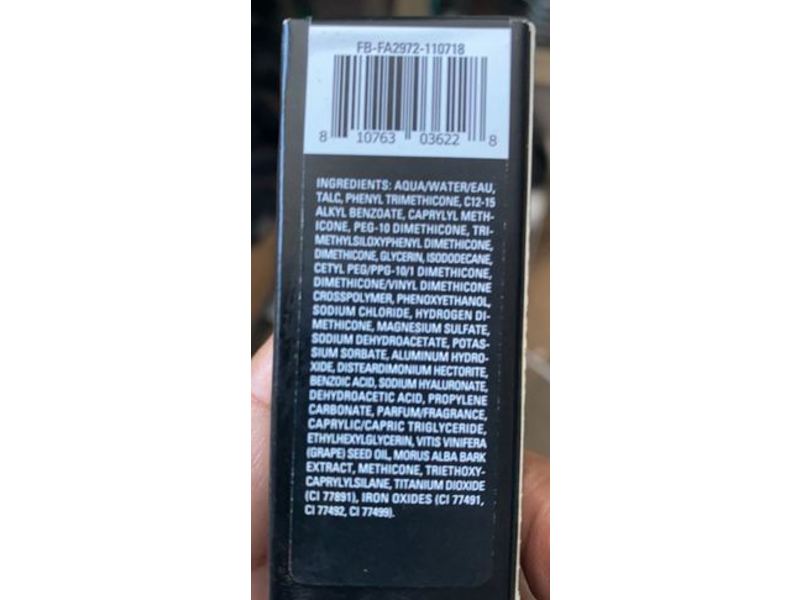 FB-FA2972-110718
8 10763 03622 8
INGREDIENTS: AQUA/WATER/EAU,
TALC, PHENYL TRIMETHICONE, C12-15
ALKYL BENZOATE, CAPRYLYL METH-
ICONE, PEG-10 DIMETHICONE, TRI-
METHYLSILOXYPHENYL DIMETHICONE,
DIMETHICONE, GLYCERIN, ISODODECANE,
CETYL PEG/PPG-10/1 DIMETHICONE,
DIMETHICONE/VINYL DIMETHICONE
CROSSPOLYMER, PHENOXYETHANOL,
SODIUM CHLORIDE, HYDROGEN DI-
METHICONE, MAGNESIUM SULFATE,
SODIUM DEHYDROACETATE, POTAS-
SIUM SORBATE, ALUMINUM HYDRO-
XIDE, DISTEARDIMONIUM HECTORITE,
BENZOIC ACID, SODIUM HYALURONATE,
DEHYDROACETIC ACID, PROPYLENE
CARBONATE, PARFUM/FRAGRANCE,
CAPRYLIC/CAPRIC TRIGLYCERIDE,
ETHYLHEXYLGLYCERIN, VITIS VINIFERA
(GRAPE) SEED OIL, MORUS ALBA BARK
EXTRACT, METHICONE, TRIETHOXY-
CAPRYLYLSILANE, TITANIUM DIOXIDE
(CI 77891), IRON OXIDES (CI 77491,
CI 77492, CI 77499).